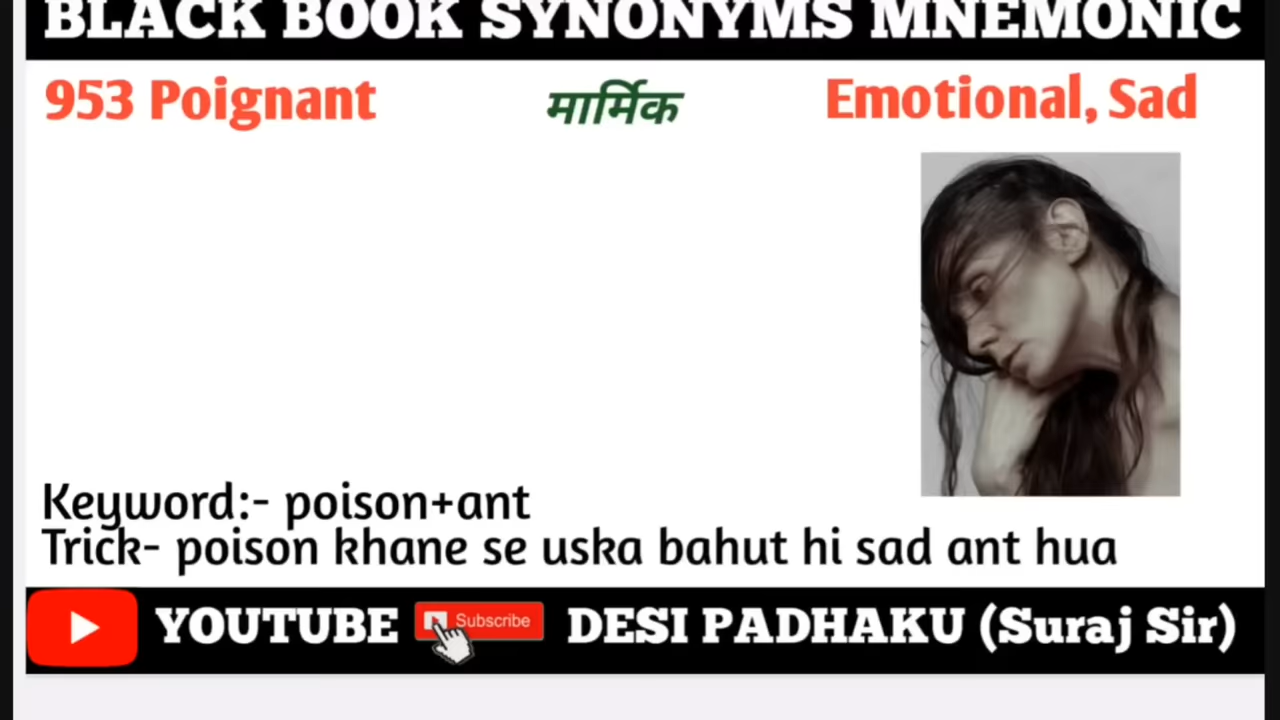 BLACK BOOK SYNONYMS MNEMONIC
953 Poignant मार्मिक Emotional, Sad
Keyword:- poison+ant
Trick- poison khane se uska bahut hi sad ant hua
YOUTUBE Subscribe DESI PADHAKU (Suraj Sir)